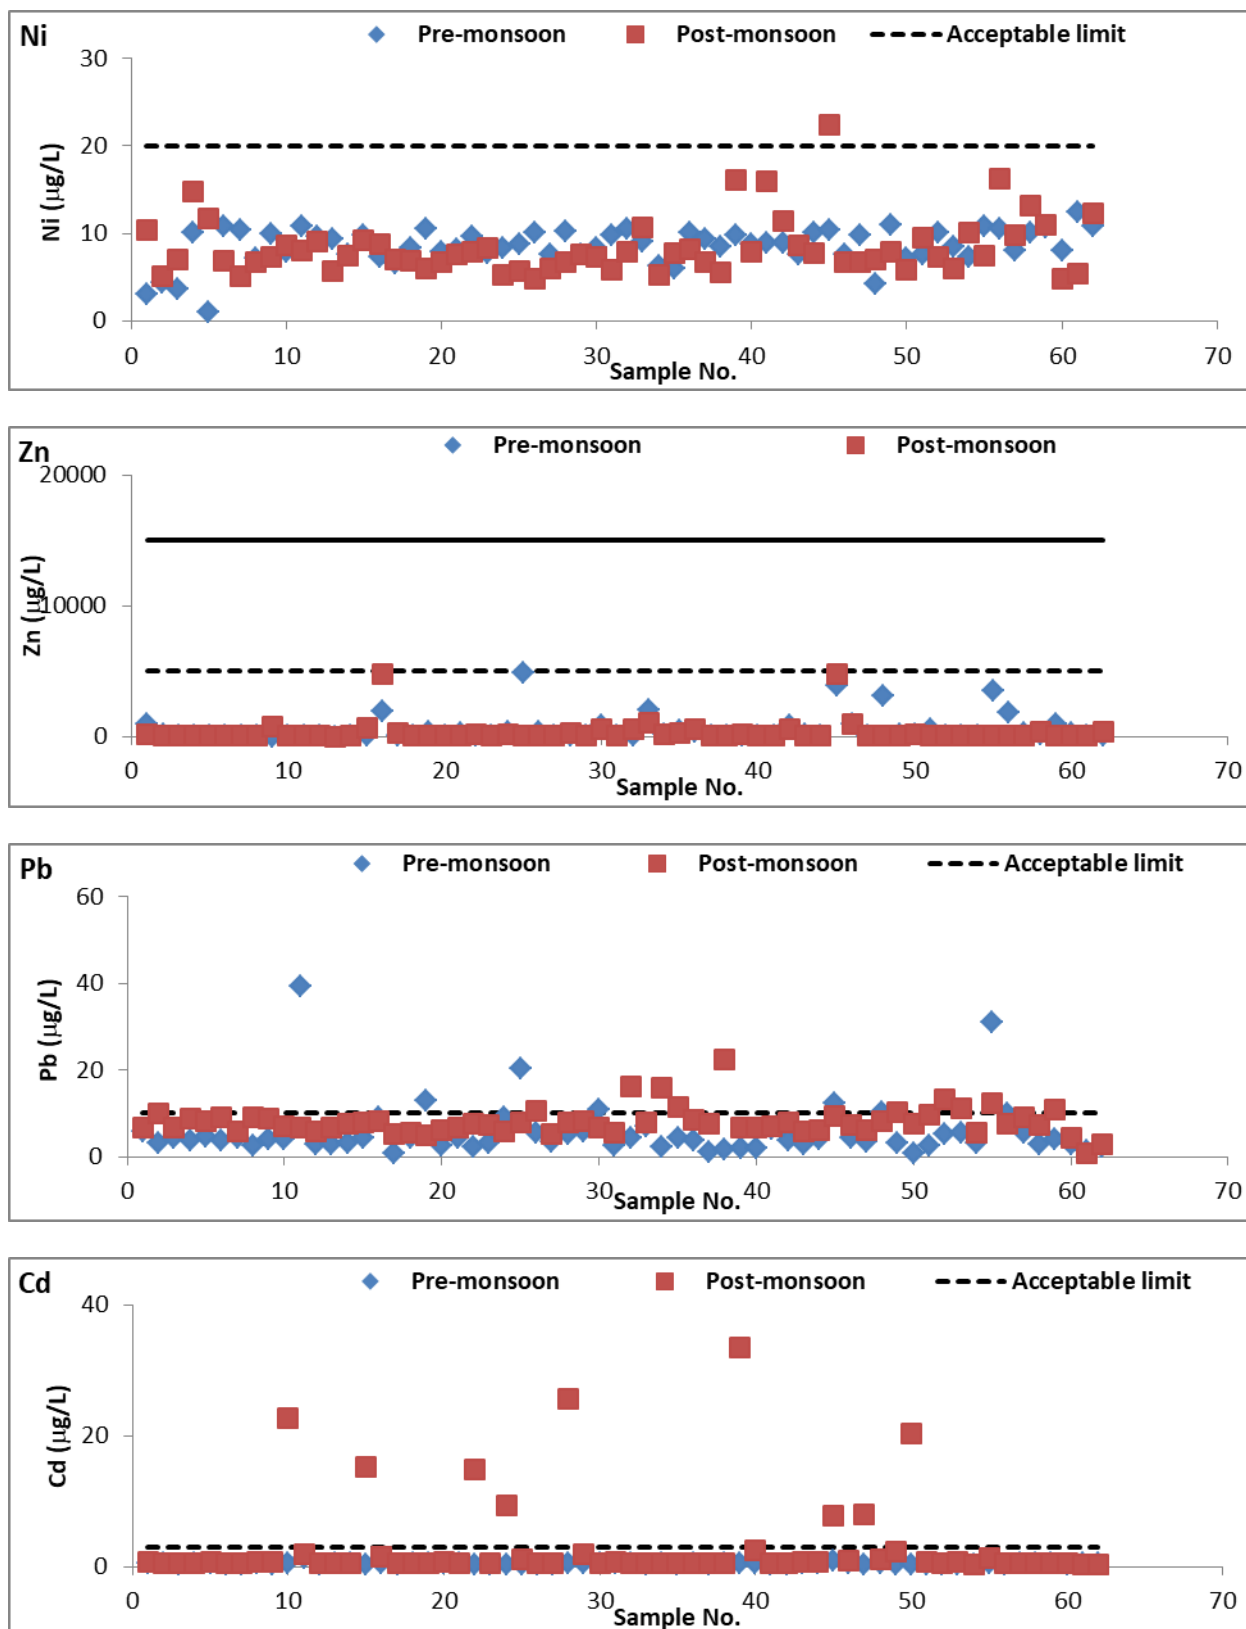 Ni
Pre-monsoon Post-monsoon Acceptable limit
30
20
10
0
Ni (µg/L)
0 10 20 30 40 50 60 70
Sample No.
Zn
Pre-monsoon Post-monsoon
20000
10000
0
Zn (µg/L)
0 10 20 30 40 50 60 70
Sample No.
Pb
Pre-monsoon Post-monsoon Acceptable limit
60
40
20
0
Pb (µg/L)
0 10 20 30 40 50 60 70
Sample No.
Cd
Pre-monsoon Post-monsoon Acceptable limit
40
20
0
Cd (µg/L)
0 10 20 30 40 50 60 70
Sample No.